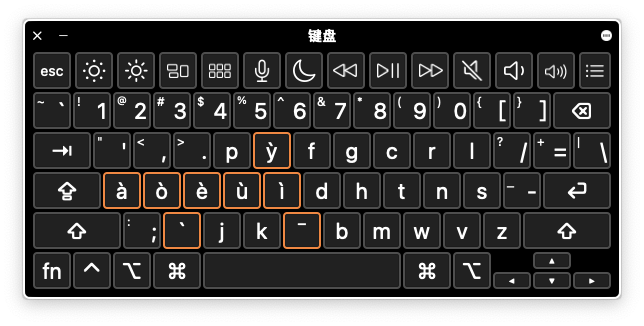 键盘
esc
~ ` ! 1 @ 2 # 3 $ 4 % 5 ^ 6 & 7 * 8 ( 9 ) 0 { [ } ]
" ' < , > . p ỳ f g c r l ? / + = | \
à ò è ù ì d h t n s _ -
: ; ` j k ¯ b m w v z
fn ^ ⌥ ⌘ ⌘ ⌥